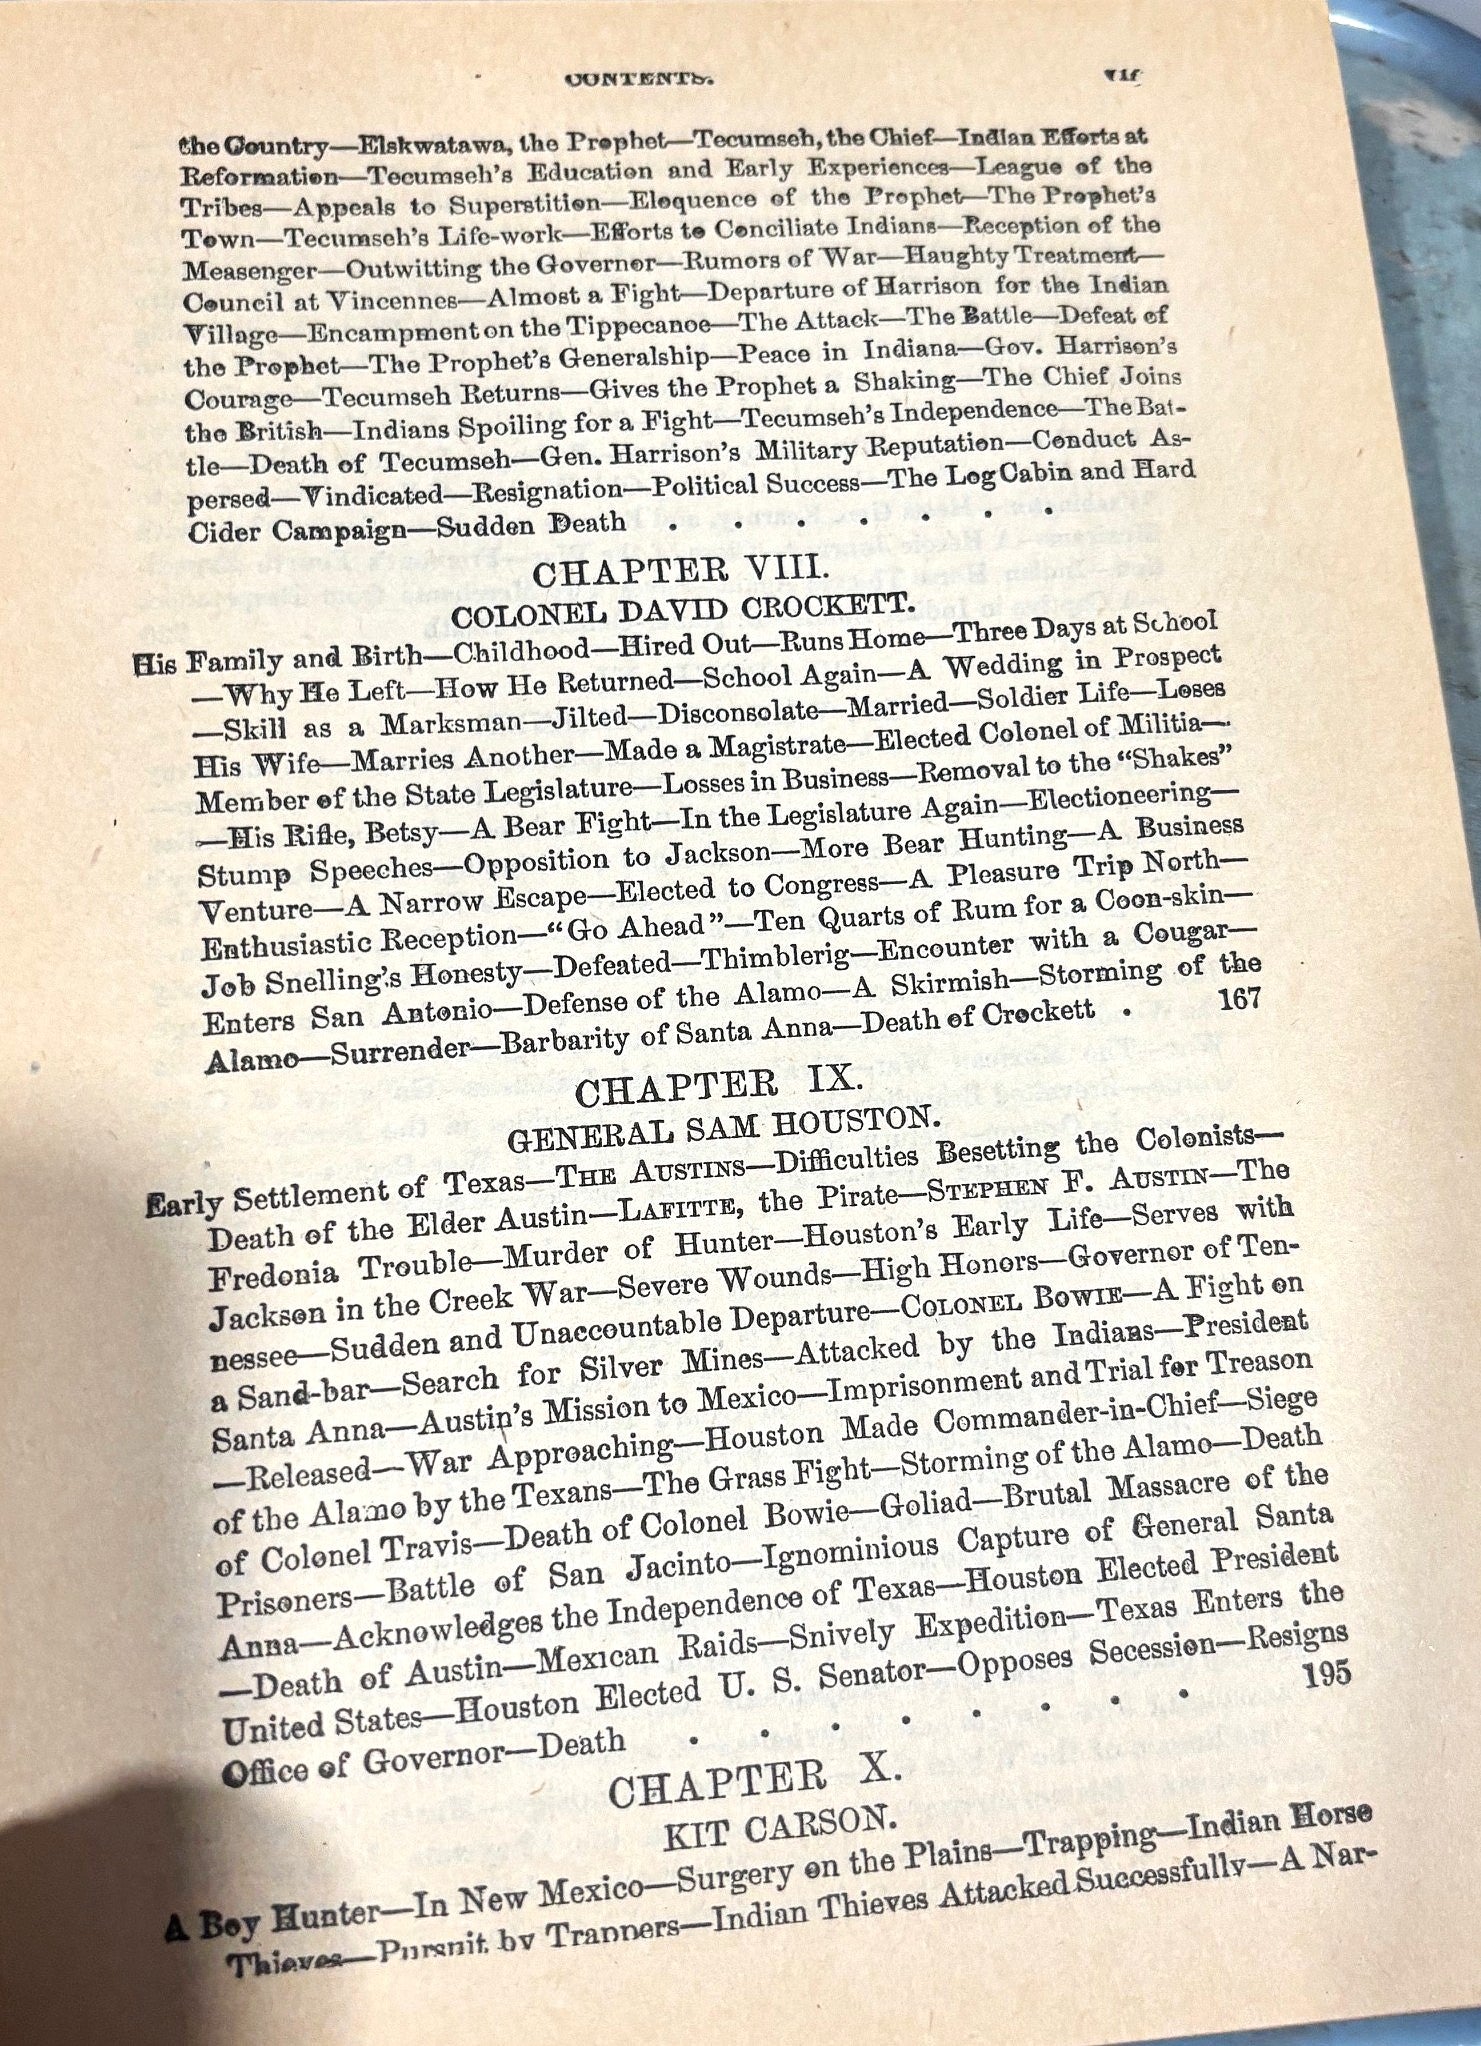 CONTENTS. vii
the Country—Elskwatawa, the Prophet—Tecumseh, the Chief—Indian Efforts at
Reformation—Tecumseh's Education and Early Experiences—League of the
Tribes—Appeals to Superstition—Eloquence of the Prophet—The Prophet's
Town—Tecumseh's Life-work—Efforts to Conciliate Indians—Reception of the
Measenger—Outwitting the Governor—Rumors of War—Haughty Treatment—
Council at Vincennes—Almost a Fight—Departure of Harrison for the Indian
Village—Encampment on the Tippecanoe—The Attack—The Battle—Defeat of
the Prophet—The Prophet's Generalship—Peace in Indiana—Gov. Harrison's
Courage—Tecumseh Returns—Gives the Prophet a Shaking—The Chief Joins
the British—Indians Spoiling for a Fight—Tecumseh's Independence—The Bat-
tle—Death of Tecumseh—Gen. Harrison's Military Reputation—Conduct As-
persed—Vindicated—Resignation—Political Success—The Log Cabin and Hard
Cider Campaign—Sudden Death . . . . . . .
CHAPTER VIII.
COLONEL DAVID CROCKETT.
His Family and Birth—Childhood—Hired Out—Runs Home—Three Days at School
—Why He Left—How He Returned—School Again—A Wedding in Prospect
—Skill as a Marksman—Jilted—Disconsolate—Married—Soldier Life—Loses
His Wife—Marries Another—Made a Magistrate—Elected Colonel of Militia—
Member of the State Legislature—Losses in Business—Removal to the "Shakes"
—His Rifle, Betsy—A Bear Fight—In the Legislature Again—Electioneering—
Stump Speeches—Opposition to Jackson—More Bear Hunting—A Business
Venture—A Narrow Escape—Elected to Congress—A Pleasure Trip North—
Enthusiastic Reception—"Go Ahead"—Ten Quarts of Rum for a Coon-skin—
Job Snelling's Honesty—Defeated—Thimblerig—Encounter with a Cougar—
Enters San Antonio—Defense of the Alamo—A Skirmish—Storming of the
Alamo—Surrender—Barbarity of Santa Anna—Death of Crockett . 167
CHAPTER IX.
GENERAL SAM HOUSTON.
Early Settlement of Texas—THE AUSTINS—Difficulties Besetting the Colonists—
Death of the Elder Austin—LAFITTE, the Pirate—STEPHEN F. AUSTIN—The
Fredonia Trouble—Murder of Hunter—Houston's Early Life—Serves with
Jackson in the Creek War—Severe Wounds—High Honors—Governor of Ten-
nessee—Sudden and Unaccountable Departure—COLONEL BOWIE—A Fight on
a Sand-bar—Search for Silver Mines—Attacked by the Indians—President
Santa Anna—Austin's Mission to Mexico—Imprisonment and Trial for Treason
—Released—War Approaching—Houston Made Commander-in-Chief—Siege
of the Alamo by the Texans—The Grass Fight—Storming of the Alamo—Death
of Colonel Travis—Death of Colonel Bowie—Goliad—Brutal Massacre of the
Prisoners—Battle of San Jacinto—Ignominious Capture of General Santa
Anna—Acknowledges the Independence of Texas—Houston Elected President
—Death of Austin—Mexican Raids—Snively Expedition—Texas Enters the
United States—Houston Elected U. S. Senator—Opposes Secession—Resigns
Office of Governor—Death . . . . . . . . 195
CHAPTER X.
KIT CARSON.
A Boy Hunter—In New Mexico—Surgery on the Plains—Trapping—Indian Horse
Thieves—Pursuit by Trappers—Indian Thieves Attacked Successfully—A Nar-